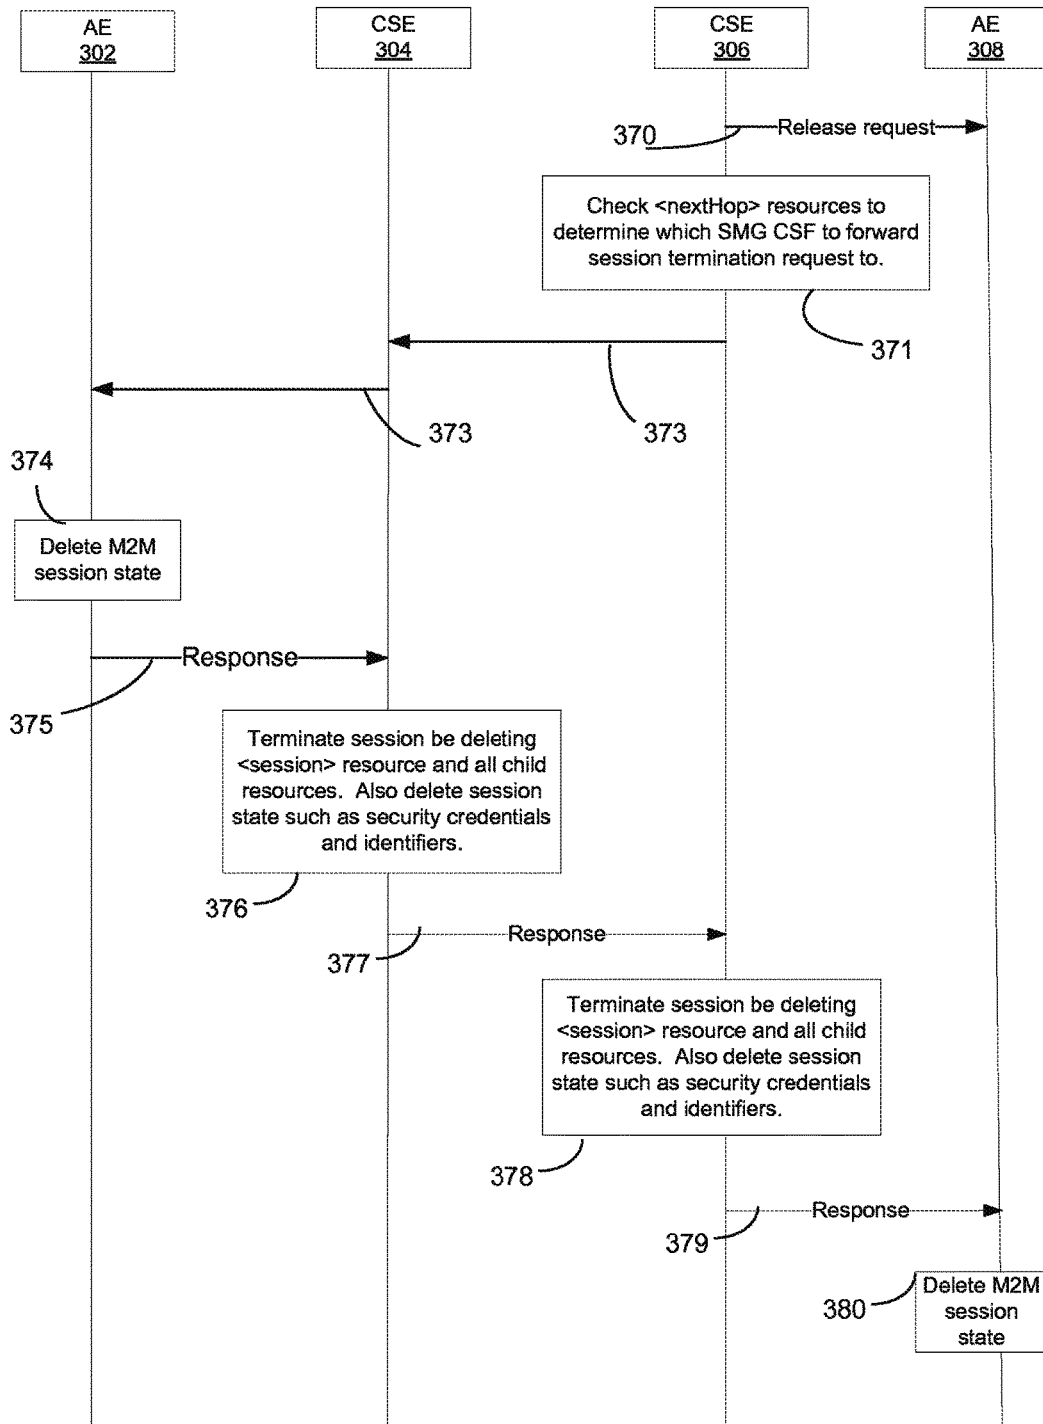 AE
302
CSE
304
CSE
306
AE
308
370
Release request
Check <nextHop> resources to
determine which SMG CSF to forward
session termination request to.
371
373
373
374
Delete M2M
session state
Response
375
Terminate session be deleting
<session> resource and all child
resources. Also delete session
state such as security credentials
and identifiers.
376
Response
377
Terminate session be deleting
<session> resource and all child
resources. Also delete session
state such as security credentials
and identifiers.
378
Response
379
Delete M2M
session
state
380